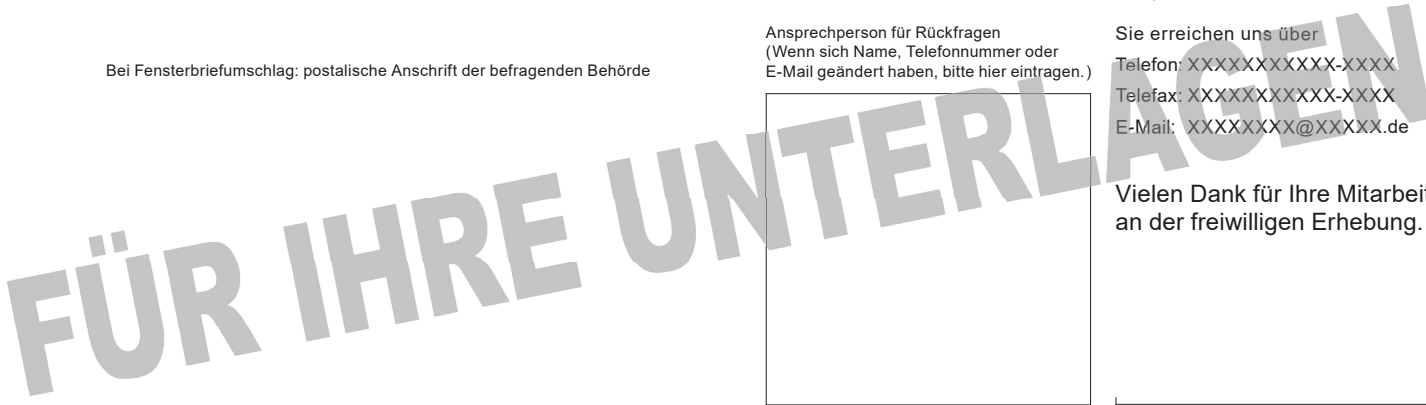 Bei Fensterbriefumschlag: postalische Anschrift der befragenden Behörde
Ansprechperson für Rückfragen
(Wenn sich Name, Telefonnummer oder
E-Mail geändert haben, bitte hier eintragen.)
Sie erreichen uns über
Telefon: XXXXXXXXXXX-XXXX
Telefax: XXXXXXXXXXX-XXXX
E-Mail: XXXXXXXX@XXXXX.de
Vielen Dank für Ihre Mitarbeit
an der freiwilligen Erhebung.
FÜR IHRE UNTERLAGEN